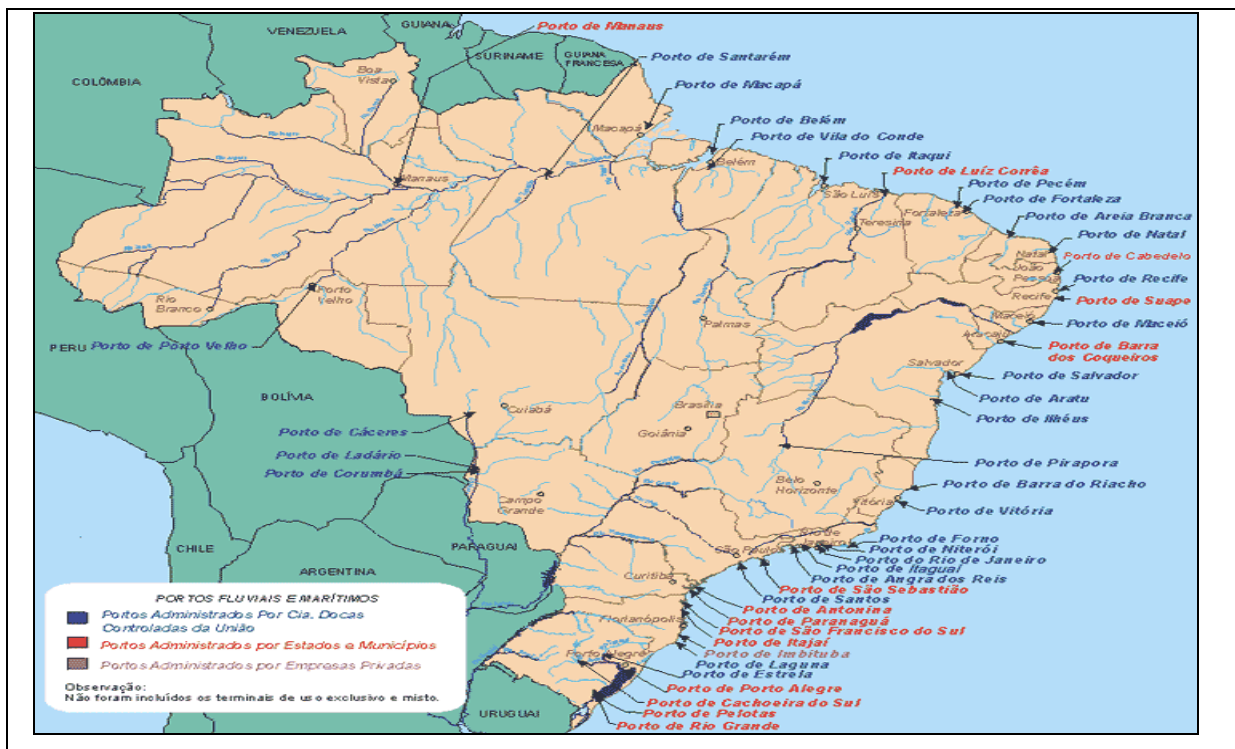 VENEZUELA
GUIANA
SURINAME
GUIANA
FRANCESA
COLÔMBIA
PERU
BOLÍVIA
CHILE
PARAGUAI
ARGENTINA
URUGUAI
Porto de Manaus
Porto de Santarém
Porto de Macapá
Porto de Belém
Porto de Vila do Conde
Porto de Itaqui
Porto de Luíz Corrêa
Porto de Pecém
Porto de Fortaleza
Porto de Areia Branca
Porto de Natal
Porto de Cabedelo
Porto de Recife
Porto de Suape
Porto de Maceió
Porto de Barra
dos Coqueiros
Porto de Salvador
Porto de Aratu
Porto de Ilhéus
Porto de Pirapora
Porto de Barra do Riacho
Porto de Vitória
Porto de Forno
Porto de Niterói
Porto do Rio de Janeiro
Porto de Itaguaí
Porto de Angra dos Reis
Porto de São Sebastião
Porto de Santos
Porto de Antonina
Porto de Paranaguá
Porto de São Francisco do Sul
Porto de Itajaí
Porto de Imbituba
Porto de Laguna
Porto de Estrela
Porto de Porto Alegre
Porto de Cachoeira do Sul
Porto de Pelotas
Porto de Rio Grande
Porto de Pôrto Velho
Porto de Cáceres
Porto de Ladário
Porto de Corumbá
Boa
Vista
Macapá
Manaus
Belém
São Luís
Teresina
Fortaleza
Natal
João
Pessoa
Recife
Maceió
Aracaju
Salvador
Palmas
Porto
Velho
Rio
Branco
Cuiabá
Brasília
Goiânia
Belo
Horizonte
Vitória
Campo
Grande
Rio de
Janeiro
São Paulo
Curitiba
Florianópolis
Porto Alegre
PORTOS FLUVIAIS E MARÍTIMOS
Portos Administrados Por Cia. Docas
Controladas da União
Portos Administrados por Estados e Municípios
Portos Administrados por Empresas Privadas
Observação:
Não foram incluídos os terminais de uso exclusivo e misto.